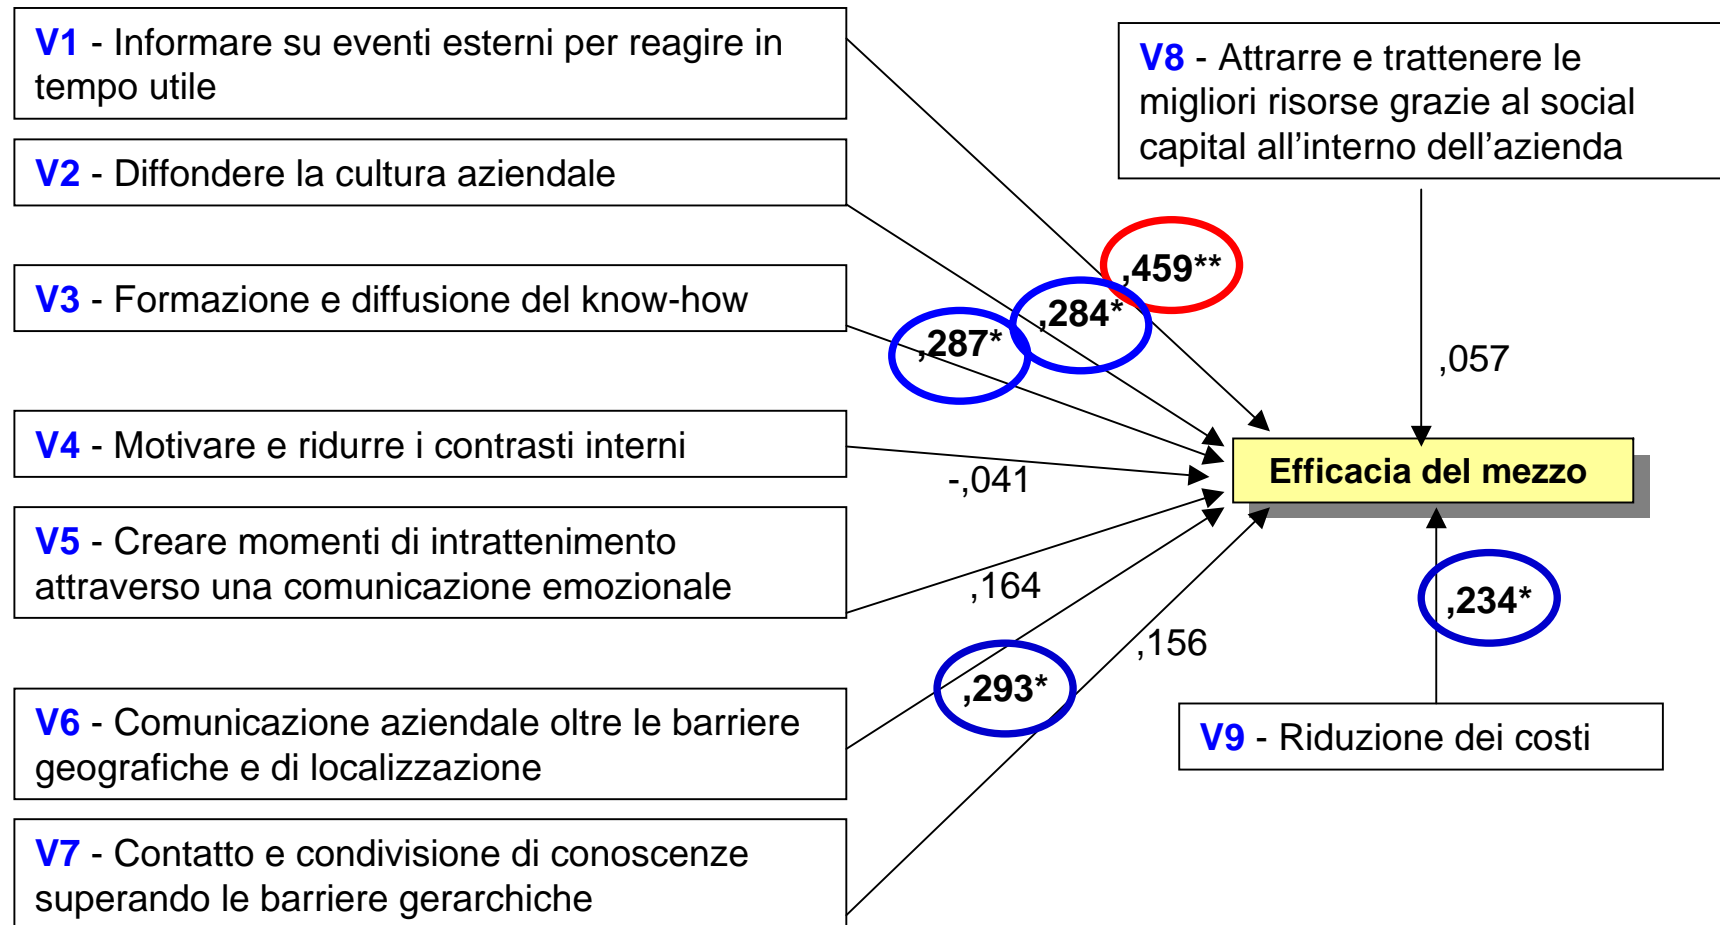 V1 - Informare su eventi esterni per reagire in
tempo utile
V2 - Diffondere la cultura aziendale
V3 - Formazione e diffusione del know-how
V4 - Motivare e ridurre i contrasti interni
V5 - Creare momenti di intrattenimento
attraverso una comunicazione emozionale
V6 - Comunicazione aziendale oltre le barriere
geografiche e di localizzazione
V7 - Contatto e condivisione di conoscenze
superando le barriere gerarchiche
V8 - Attrarre e trattenere le
migliori risorse grazie al social
capital all’interno dell’azienda
,459**
,284*
,287*
,057
-,041
Efficacia del mezzo
,164
,234*
,156
,293*
V9 - Riduzione dei costi